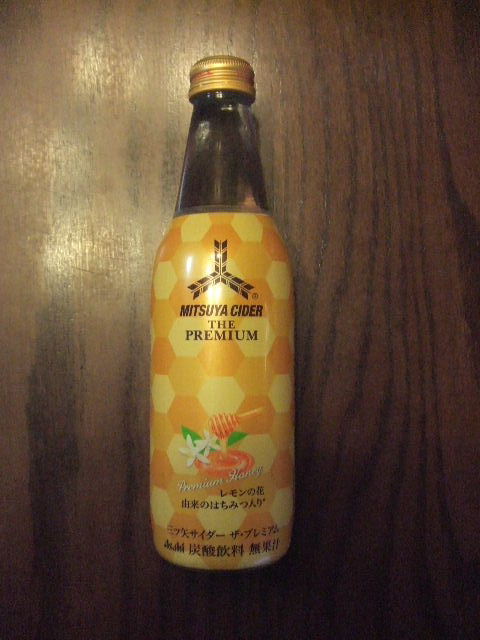 MITSUYA CIDER®
THE
PREMIUM
Premium Honey
レモンの花
由来のはちみつ入り*
三ツ矢サイダー ザ・プレミアム
Asahi 炭酸飲料 無果汁